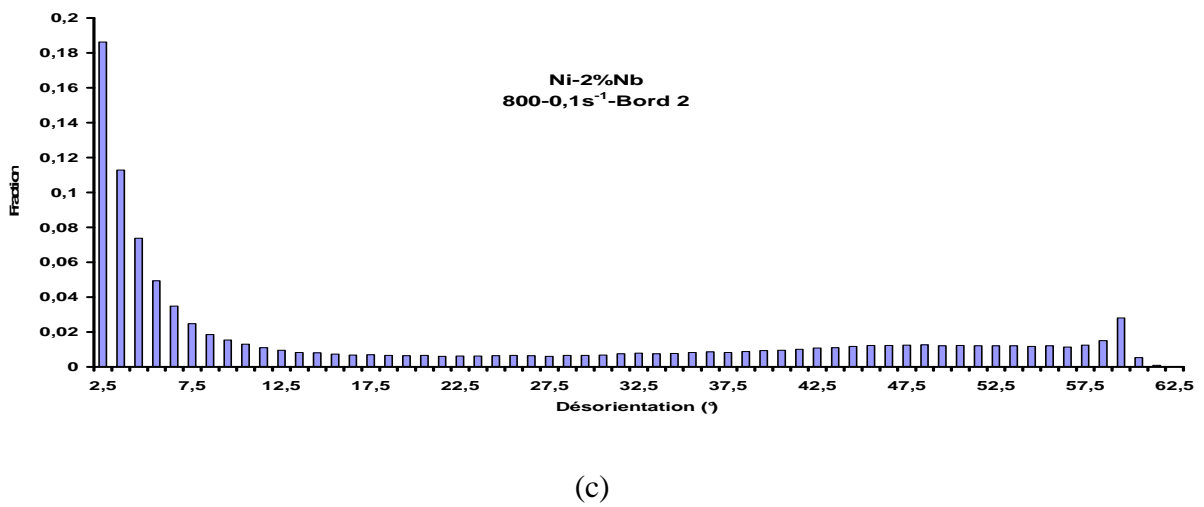 0,2
0,18
0,16
0,14
0,12
0,1
0,08
0,06
0,04
0,02
0
Fraction
Ni-2%Nb
800-0,1s⁻¹-Bord 2
2,5 7,5 12,5 17,5 22,5 27,5 32,5 37,5 42,5 47,5 52,5 57,5 62,5
Désorientation (°)
(c)